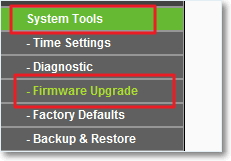 System Tools
- Time Settings
- Diagnostic
- Firmware Upgrade
- Factory Defaults
- Backup & Restore